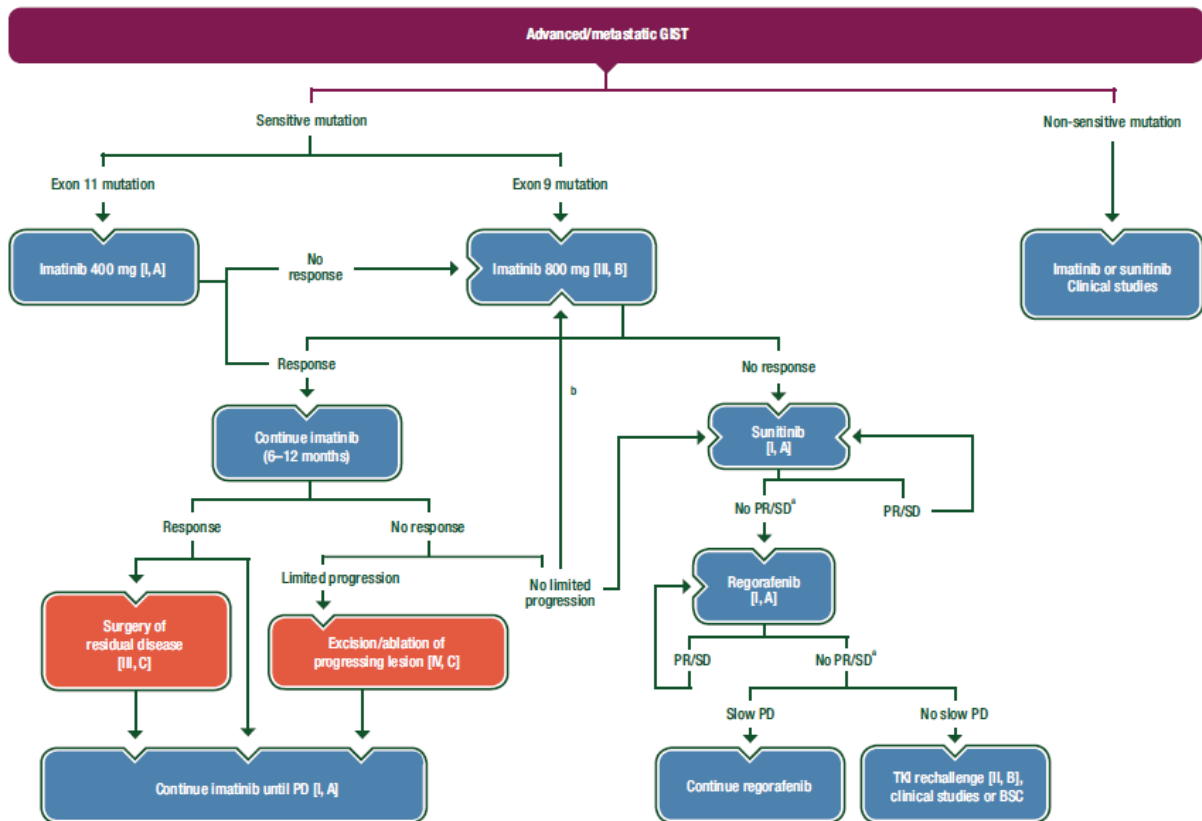 Advanced/metastatic GIST
Sensitive mutation
Non-sensitive mutation
Exon 11 mutation
Exon 9 mutation
Imatinib 400 mg [I, A]
No
response
Imatinib 800 mg [III, B]
Imatinib or sunitinib
Clinical studies
Response
b
No response
Continue imatinib
(6–12 months)
Sunitinib
[I, A]
Response
No response
No PR/SDᵃ
PR/SD
Limited progression
No limited
progression
Regorafenib
[I, A]
Surgery of
residual disease
[III, C]
Excision/ablation of
progressing lesion [IV, C]
PR/SD
No PR/SDᵃ
Slow PD
No slow PD
Continue imatinib until PD [I, A]
Continue regorafenib
TKI rechallenge [II, B],
clinical studies or BSC